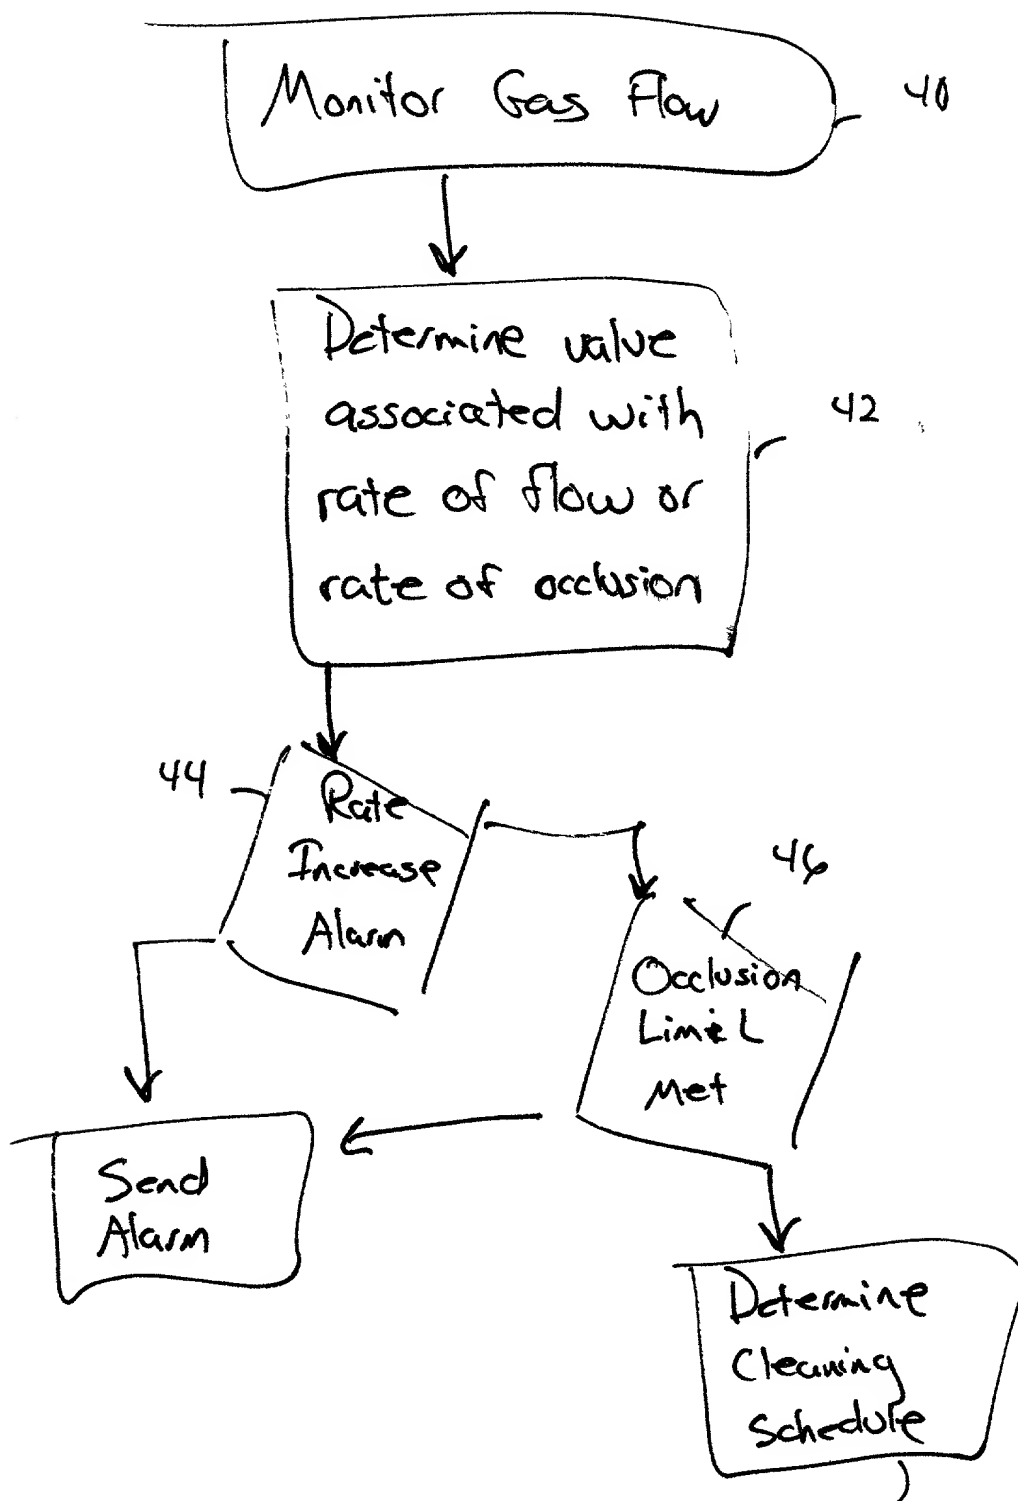 Monitor Gas Flow
40
Determine value
associated with
rate of flow or
rate of occlusion
42
44
Rate
Increase
Alarm
46
Occlusion
Limit
Met
Send
Alarm
Determine
Cleaning
Schedule